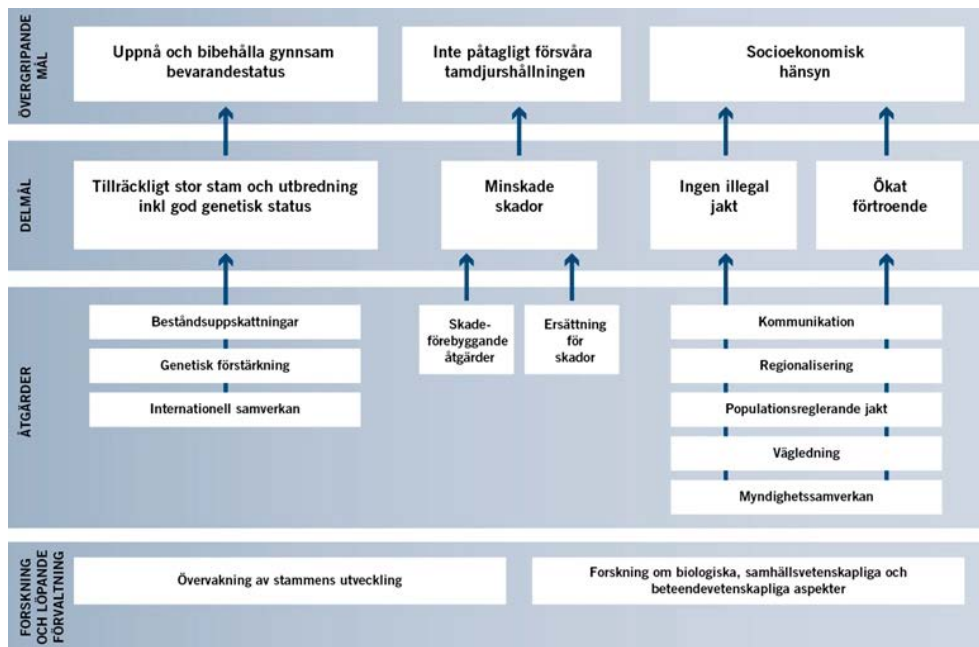 ÖVERGRIPANDE
MÅL
Uppnå och bibehålla gynnsam
bevarandestatus
Inte påtagligt försvåra
tamdjurshållningen
Socioekonomisk
hänsyn
DELMÅL
Tillräckligt stor stam och utbredning
inkl god genetisk status
Minskade
skador
Ingen illegal
jakt
Ökat
förtroende
ÅTGÄRDER
Beståndsuppskattningar
Genetisk förstärkning
Internationell samverkan
Skade-
förebyggande
åtgärder
Ersättning
för
skador
Kommunikation
Regionalisering
Populationsreglerande jakt
Vägledning
Myndighetssamverkan
FORSKNING
OCH LÖPANDE
FÖRVALTNING
Övervakning av stammens utveckling
Forskning om biologiska, samhällsvetenskapliga och
beteendevetenskapliga aspekter